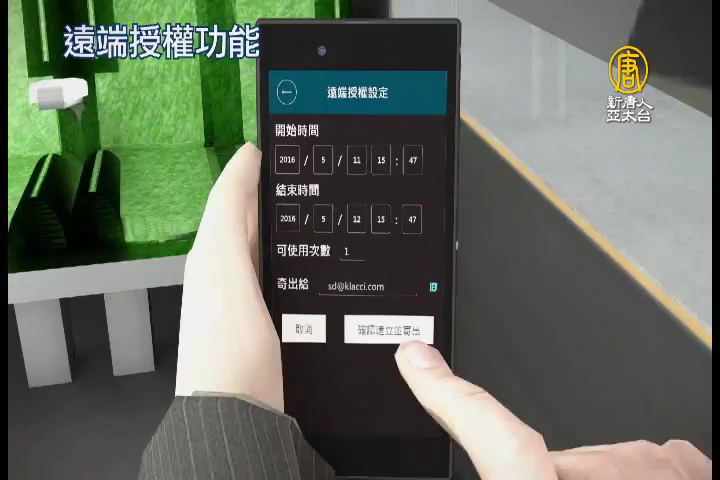 遠端授權功能
唐
新唐人
亞太台
遠端授權設定
開始時間
2016 / 5 / 11 15 : 47
結束時間
2016 / 5 / 12 15 : 47
可使用次數 1
寄出給 sd@klacci.com
取消 確認建立並寄出